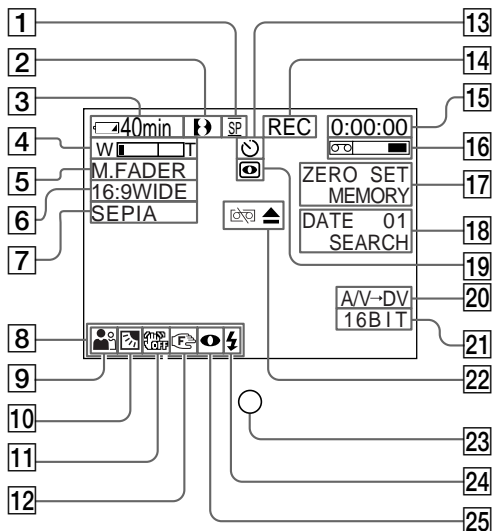 1
2
3
4
5
6
7
8
9
10
11
12
13
14
15
16
17
18
19
20
21
22
23
24
25
40min SP REC 0:00:00
W T
M.FADER
16:9WIDE
SEPIA
ZERO SET
MEMORY
DATE 01
SEARCH
A/V→DV
16BIT
OFF F